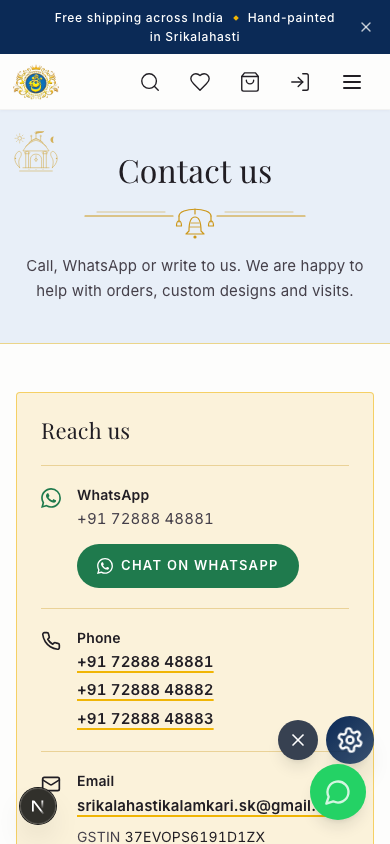 Free shipping across India ✦ Hand-painted
in Srikalahasti
Contact us
Call, WhatsApp or write to us. We are happy to
help with orders, custom designs and visits.
Reach us
WhatsApp
+91 72888 48881
CHAT ON WHATSAPP
Phone
+91 72888 48881
+91 72888 48882
+91 72888 48883
Email
srikalahastikalamkari.sk@gmail.
N
GSTIN 37EVOPS6191D1ZX